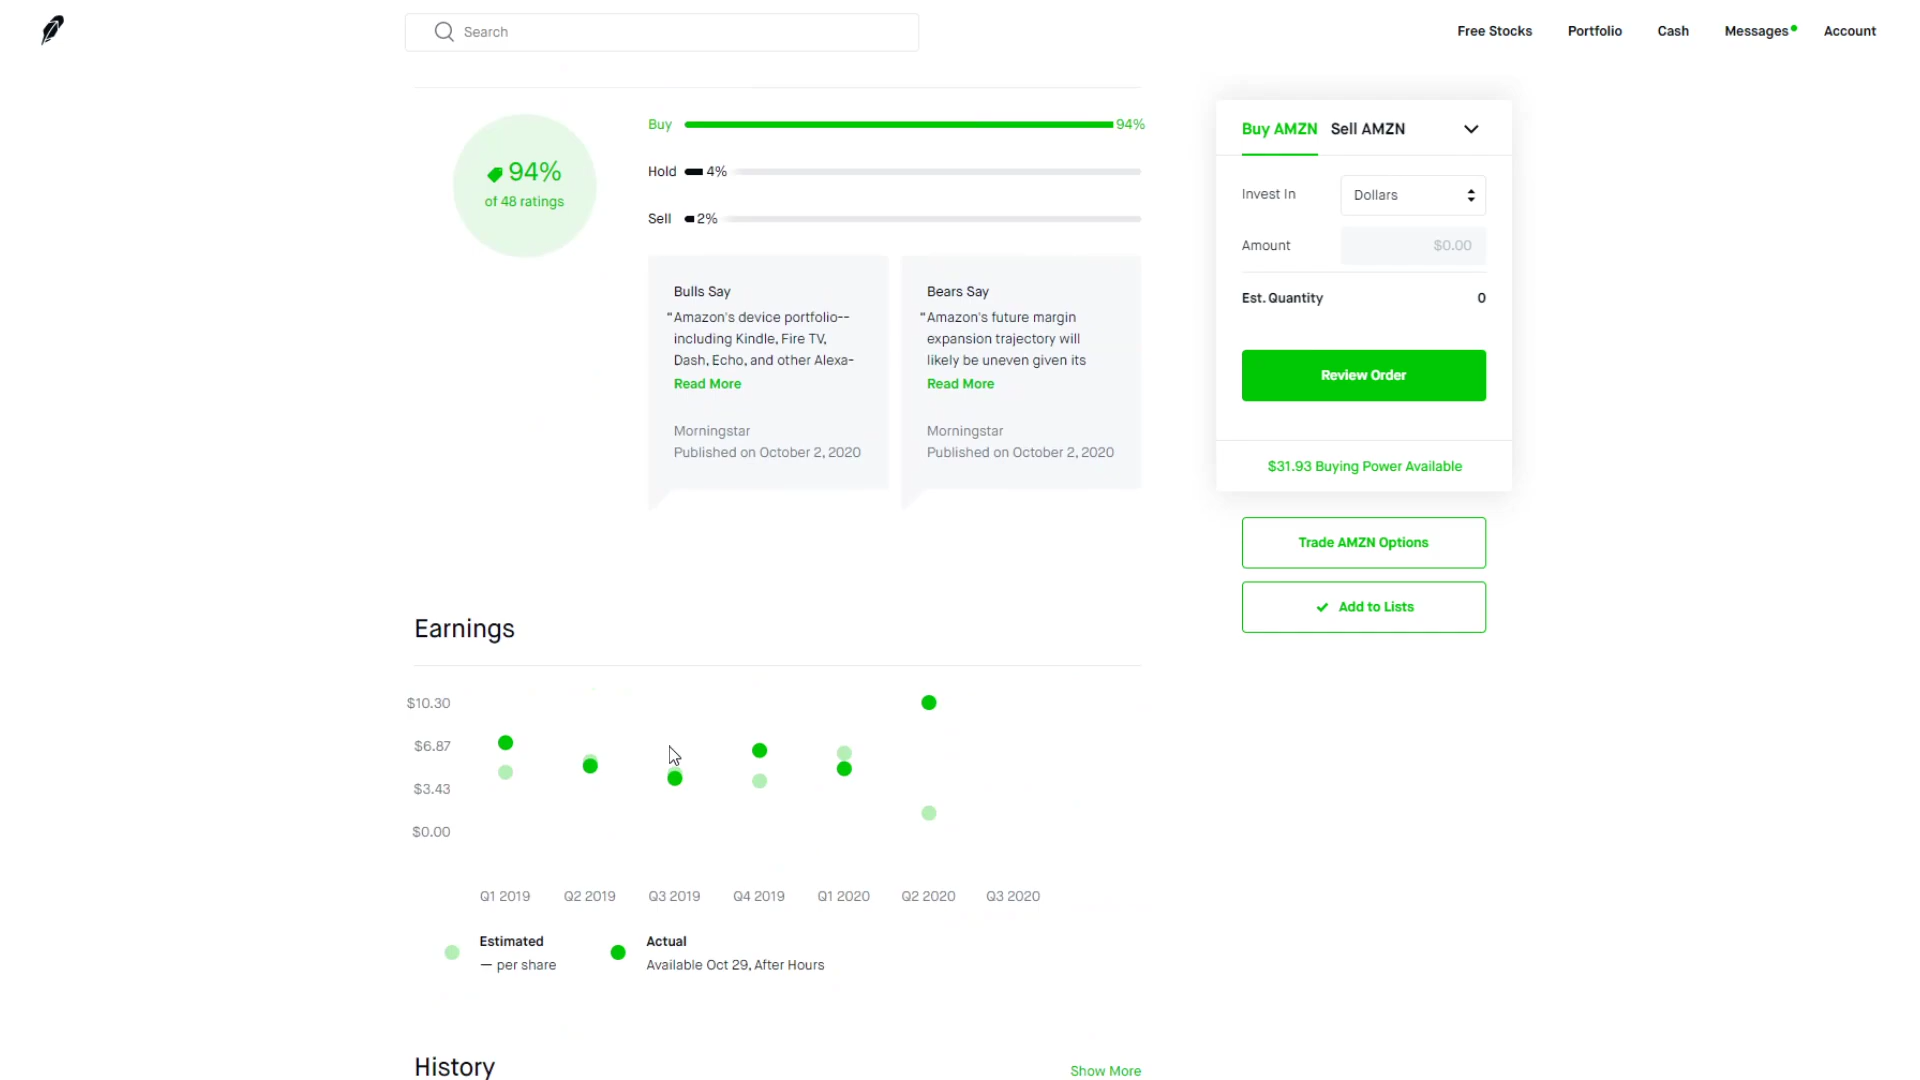 Search
Free Stocks
Portfolio
Cash
Messages
Account
94%
of 48 ratings
Buy 94%
Hold 4%
Sell 2%
Bulls Say
“Amazon's device portfolio--
including Kindle, Fire TV,
Dash, Echo, and other Alexa-
Read More
Morningstar
Published on October 2, 2020
Bears Say
“Amazon's future margin
expansion trajectory will
likely be uneven given its
Read More
Morningstar
Published on October 2, 2020
Buy AMZN
Sell AMZN
Invest In
Dollars
Amount
$0.00
Est. Quantity
0
Review Order
$31.93 Buying Power Available
Trade AMZN Options
Add to Lists
Earnings
$10.30
$6.87
$3.43
$0.00
Q1 2019
Q2 2019
Q3 2019
Q4 2019
Q1 2020
Q2 2020
Q3 2020
Estimated
— per share
Actual
Available Oct 29, After Hours
History
Show More